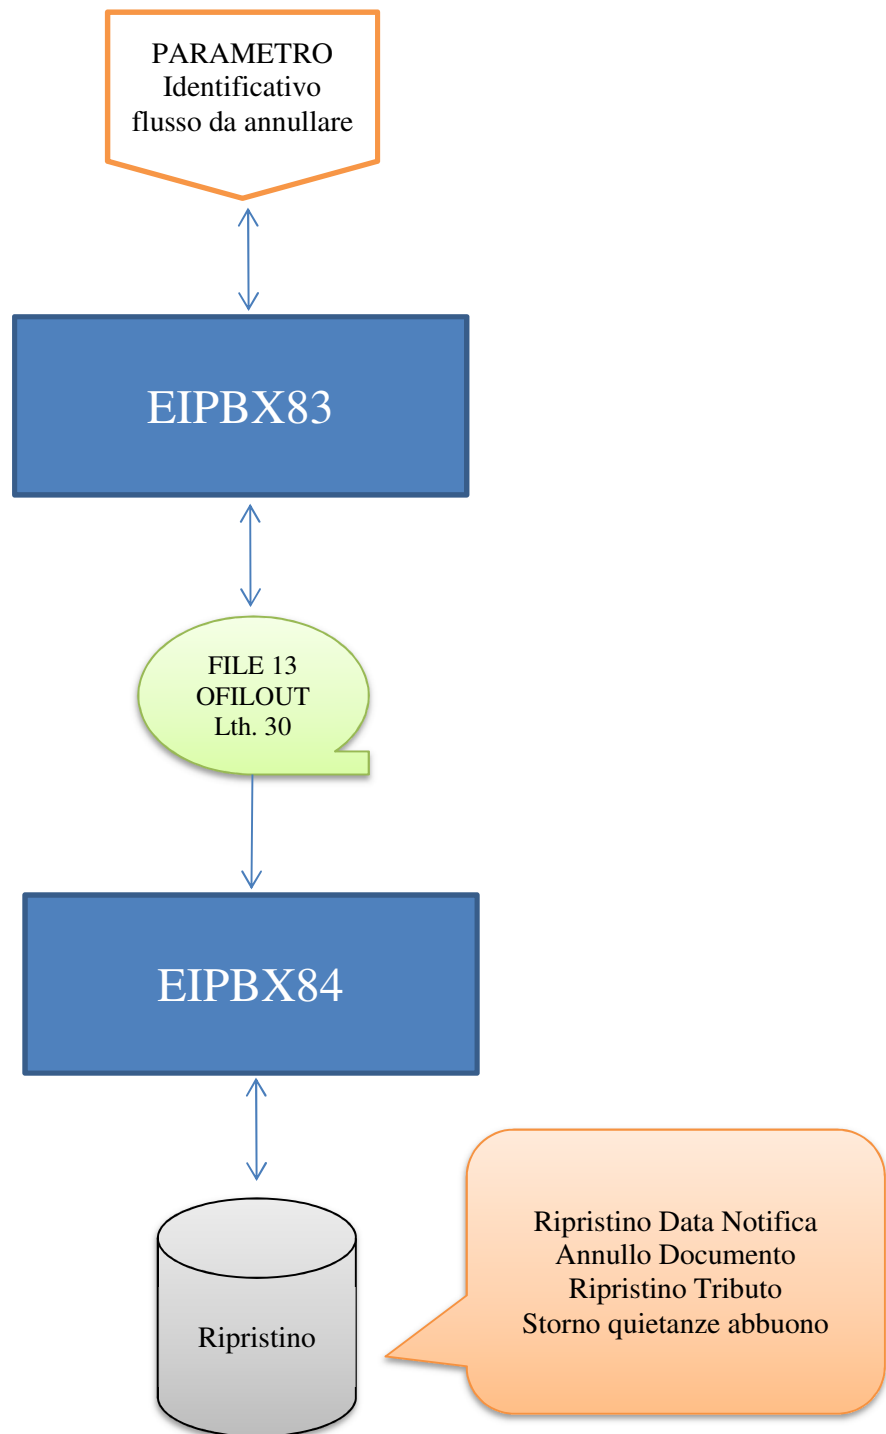 PARAMETRO
Identificativo
flusso da annullare
EIPBX83
FILE 13
OFILOUT
Lth. 30
EIPBX84
Ripristino Data Notifica
Annullo Documento
Ripristino Tributo
Storno quietanze abbuono
Ripristino